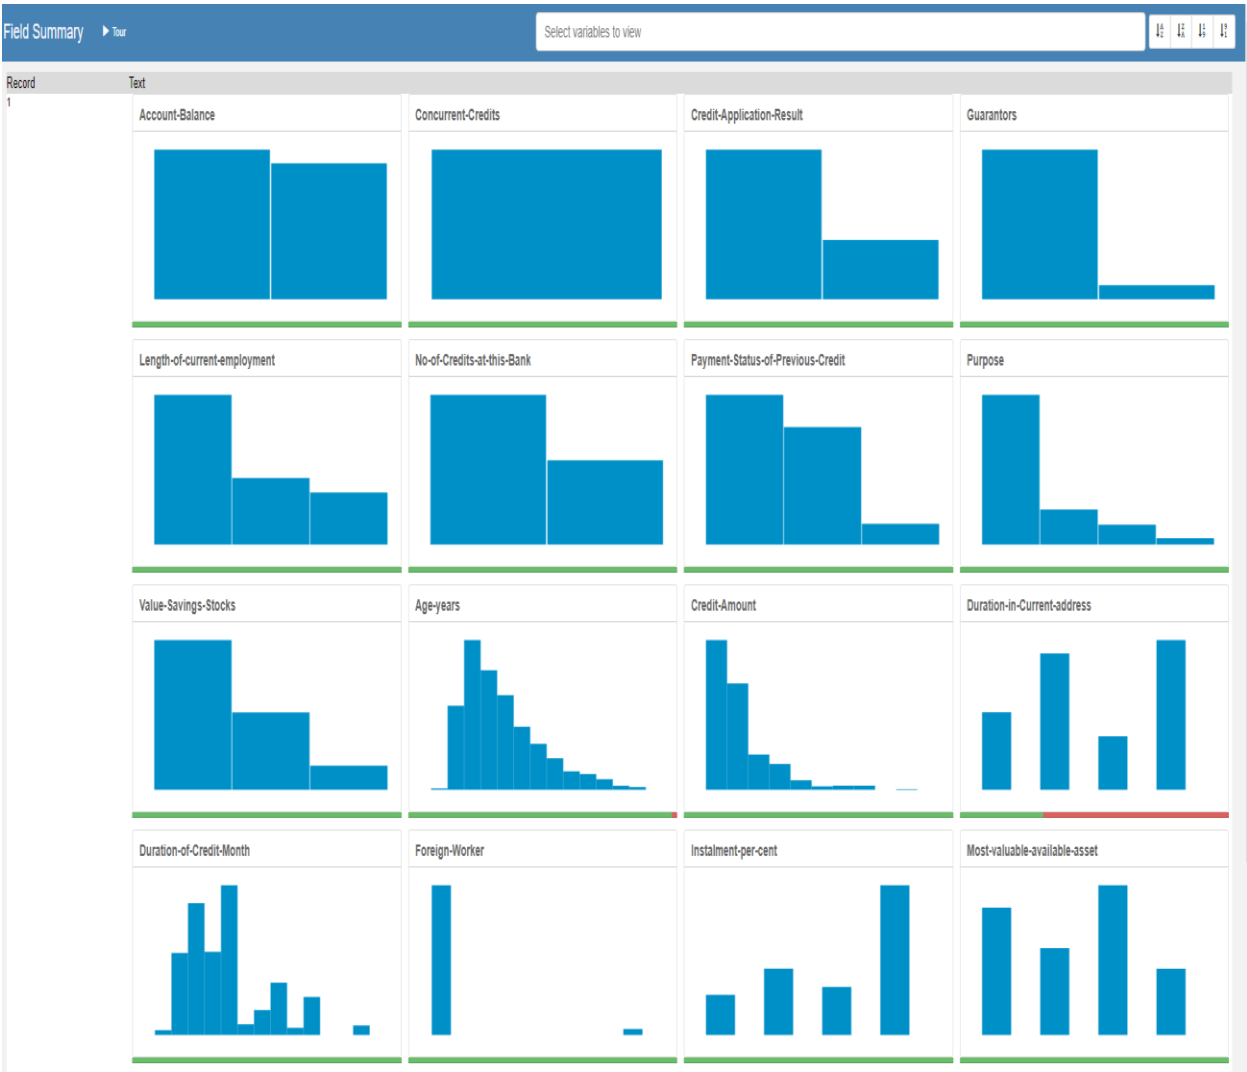 Field Summary
Tour
Select variables to view
Record Text
1
Account-Balance Concurrent-Credits Credit-Application-Result Guarantors
Length-of-current-employment No-of-Credits-at-this-Bank Payment-Status-of-Previous-Credit Purpose
Value-Savings-Stocks Age-years Credit-Amount Duration-in-Current-address
Duration-of-Credit-Month Foreign-Worker Instalment-per-cent Most-valuable-available-asset